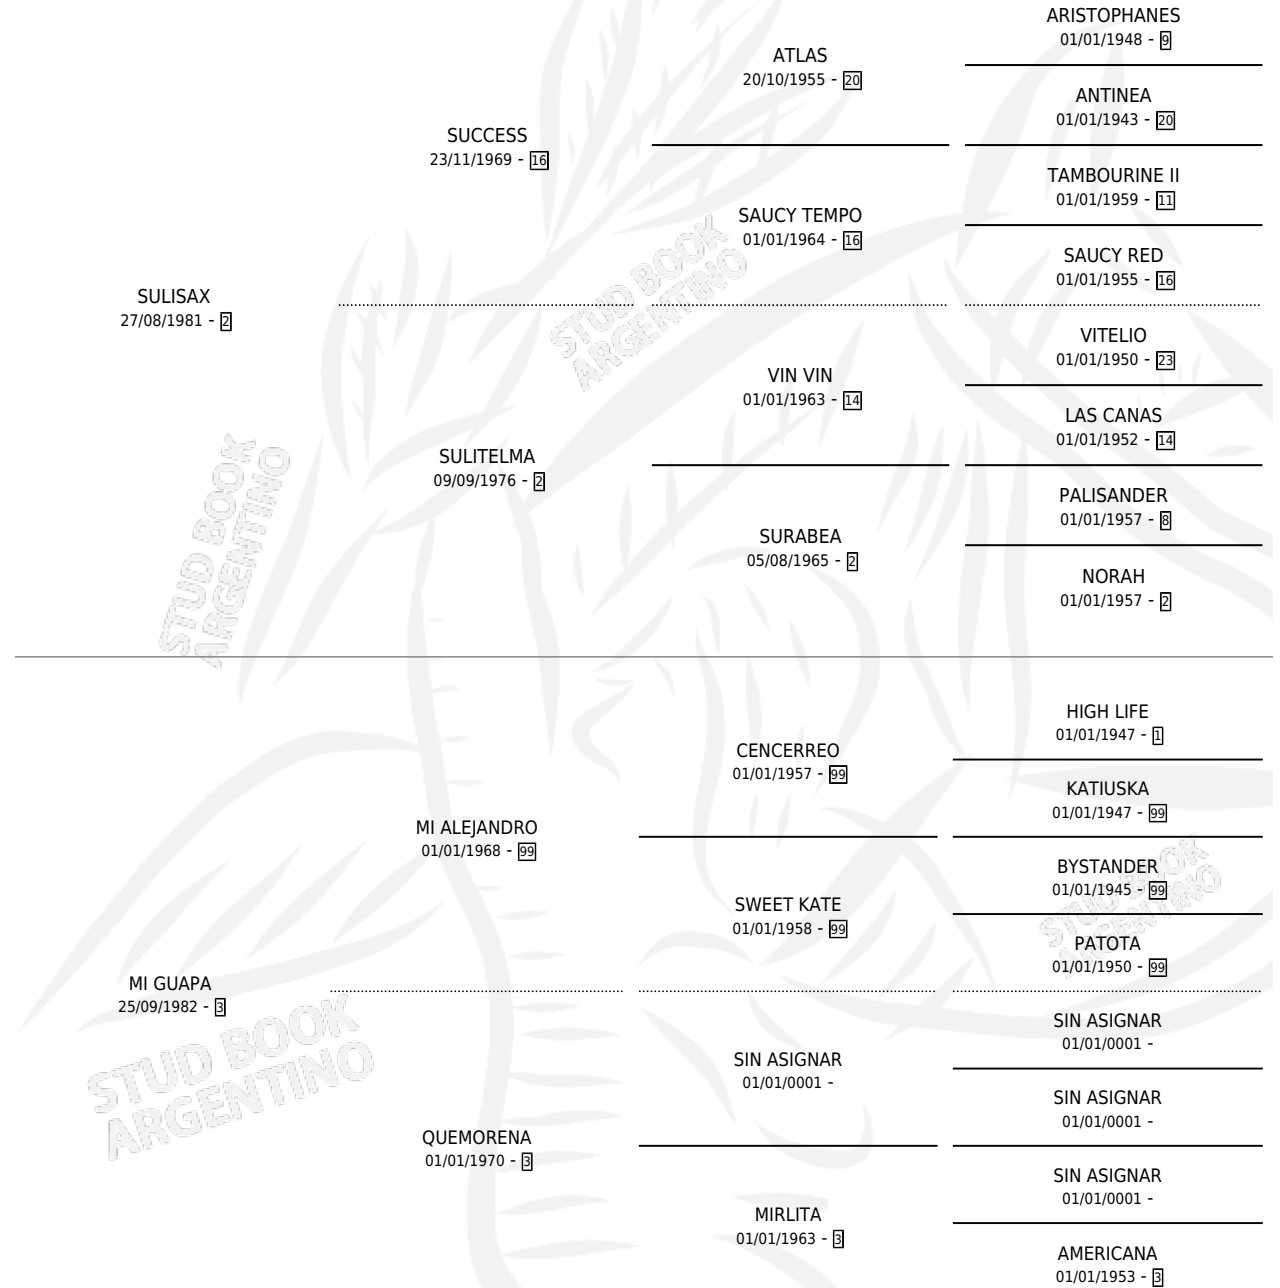 ARISTOPHANES
01/01/1948 - 9
ATLAS
20/10/1955 - 20
ANTINEA
01/01/1943 - 20
SUCCESS
23/11/1969 - 16
TAMBOURINE II
01/01/1959 - 11
SAUCY TEMPO
01/01/1964 - 16
SAUCY RED
01/01/1955 - 16
SULISAX
27/08/1981 - 2
VITELIO
01/01/1950 - 23
VIN VIN
01/01/1963 - 14
LAS CANAS
01/01/1952 - 14
SULITELMA
09/09/1976 - 2
PALISANDER
01/01/1957 - 8
SURABEA
05/08/1965 - 2
NORAH
01/01/1957 - 2
STUD BOOK
ARGENTINO
STUD BOOK
ARGENTINO
HIGH LIFE
01/01/1947 - 1
CENCERREO
01/01/1957 - 99
KATIUSKA
01/01/1947 - 99
MI ALEJANDRO
01/01/1968 - 99
BYSTANDER
01/01/1945 - 99
SWEET KATE
01/01/1958 - 99
PATOTA
01/01/1950 - 99
STUD BOOK
ARGENTINO
MI GUAPA
25/09/1982 - 3
SIN ASIGNAR
01/01/0001 -
SIN ASIGNAR
01/01/0001 -
SIN ASIGNAR
01/01/0001 -
STUD BOOK
ARGENTINO
QUEMORENA
01/01/1970 - 3
SIN ASIGNAR
01/01/0001 -
MIRLITA
01/01/1963 - 3
AMERICANA
01/01/1953 - 3